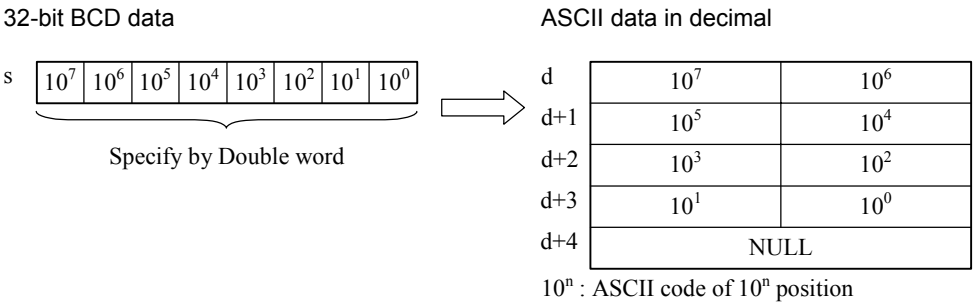 32-bit BCD data
ASCII data in decimal
s 10⁷ 10⁶ 10⁵ 10⁴ 10³ 10² 10¹ 10⁰
Specify by Double word
d 10⁷ 10⁶
d+1 10⁵ 10⁴
d+2 10³ 10²
d+3 10¹ 10⁰
d+4 NULL
10ⁿ : ASCII code of 10ⁿ position